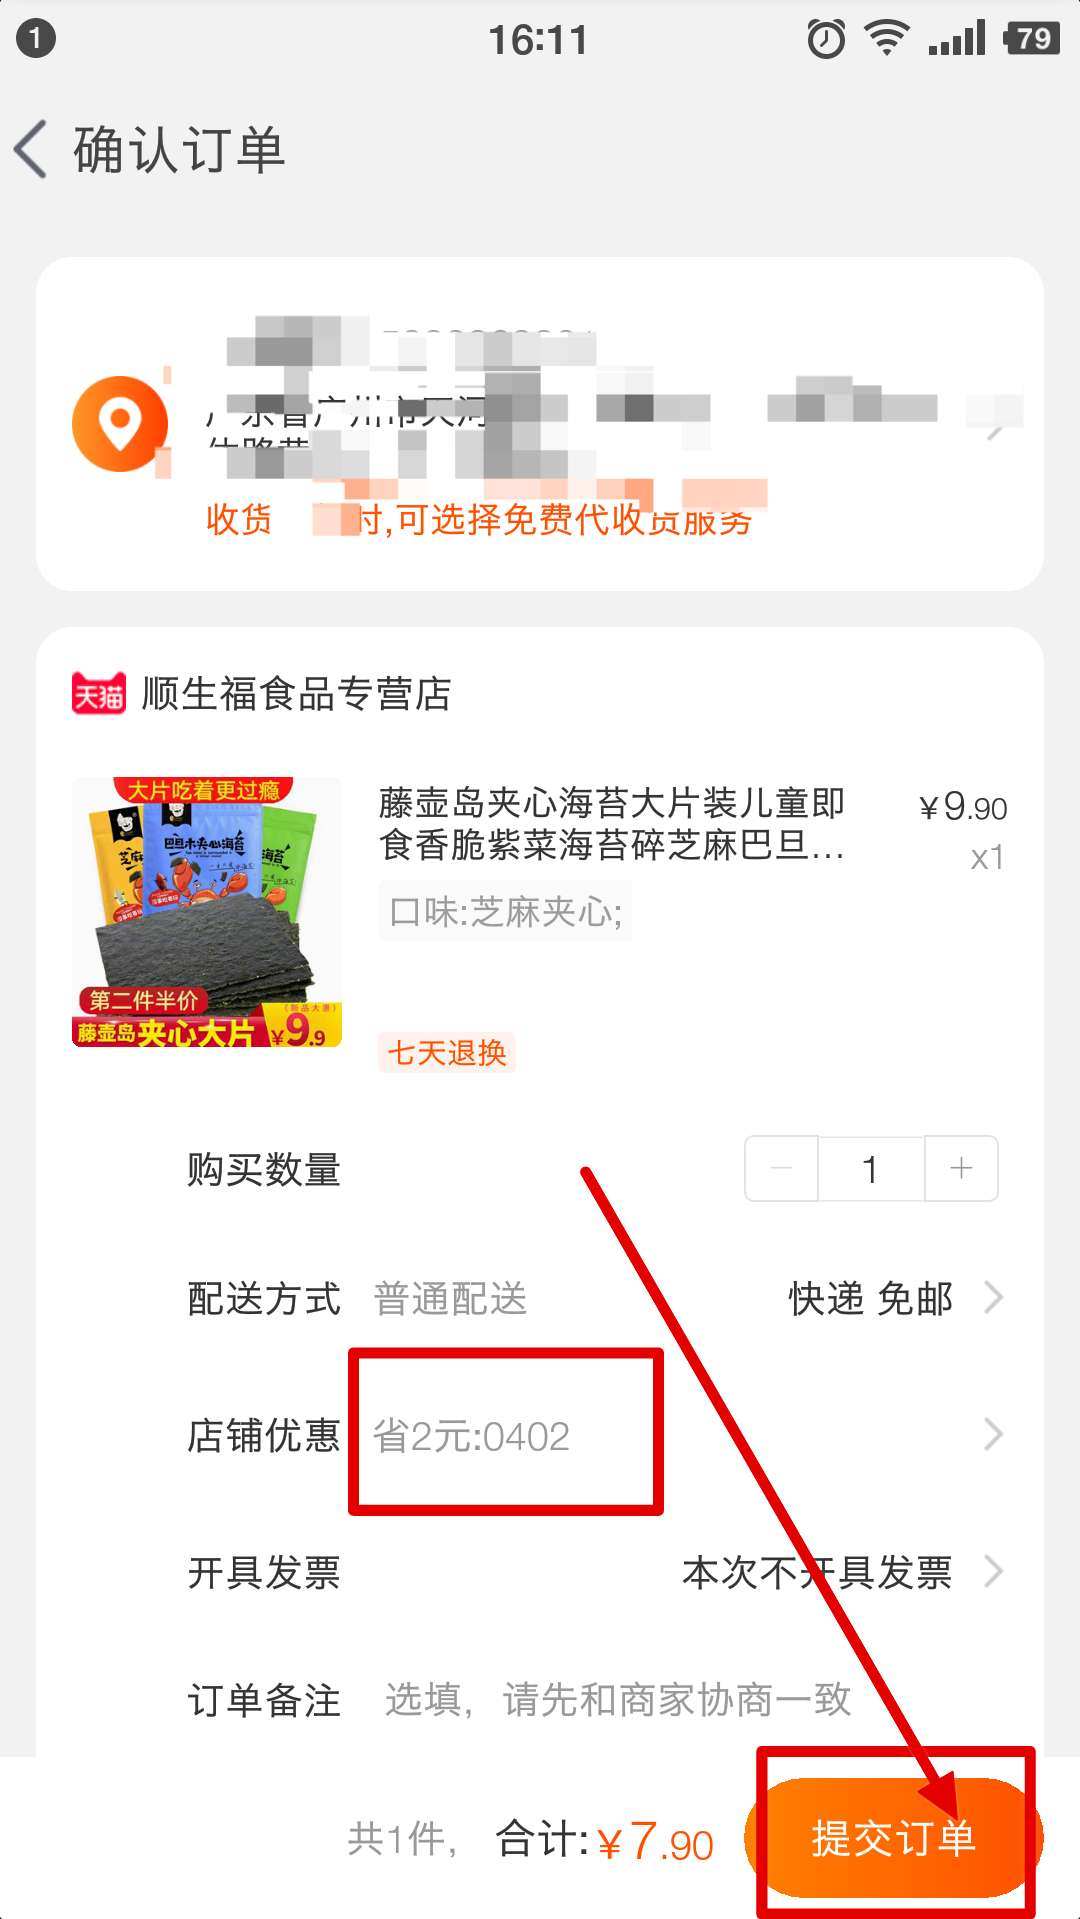 1
16:11
79
确认订单
广东省广州市天河
收货
时,可选择免费代收货服务
天猫 顺生福食品专营店
大片吃着更过瘾
巴旦木夹心海苔
第二件半价
藤壶岛夹心大片 ¥9.9
藤壶岛夹心海苔大片装儿童即
食香脆紫菜海苔碎芝麻巴旦...
¥9.90
x1
口味:芝麻夹心;
七天退换
购买数量
1
配送方式 普通配送 快递 免邮
店铺优惠 省2元:0402
开具发票 本次不开具发票
订单备注 选填，请先和商家协商一致
共1件， 合计:¥7.90 提交订单